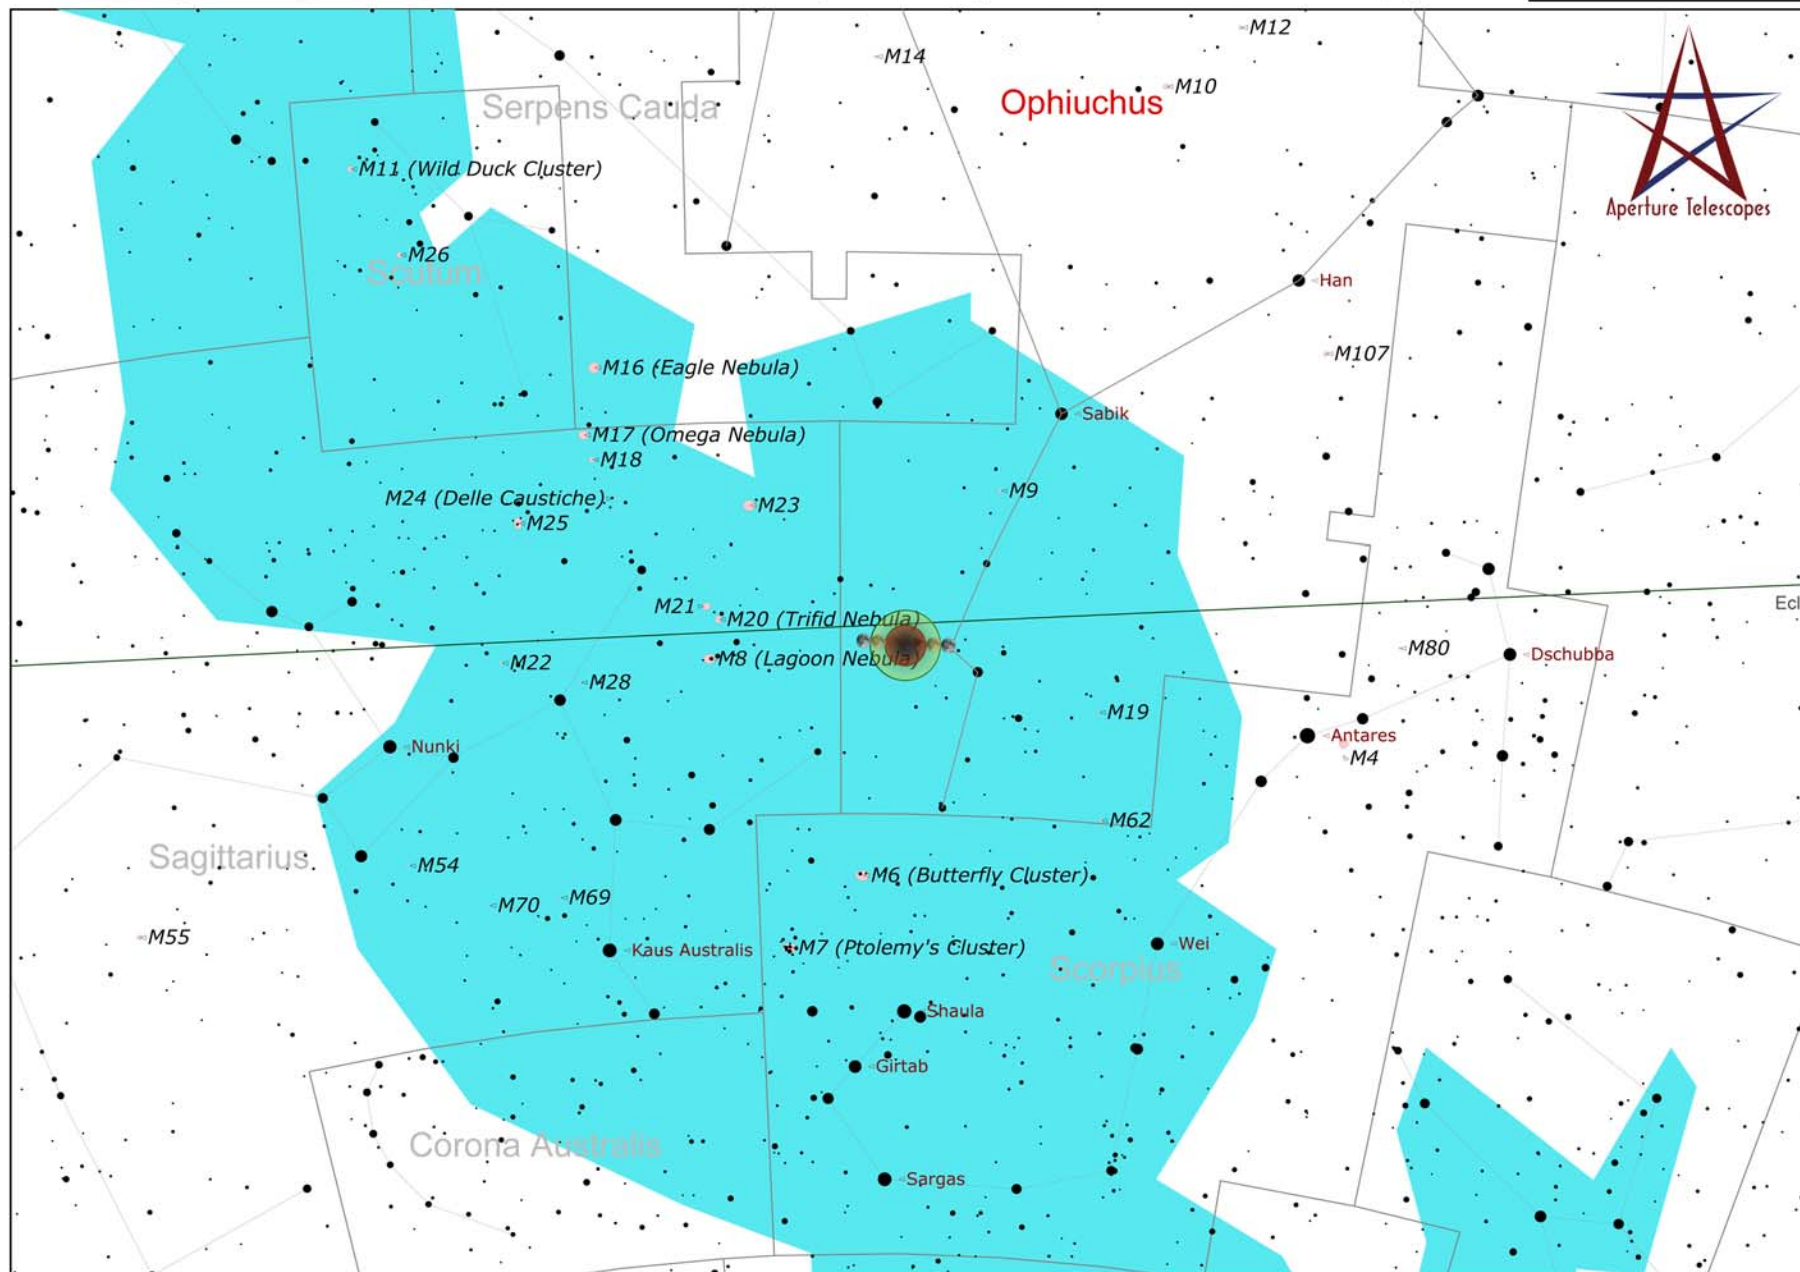 M12
M14
M10
Serpens Cauda
Ophiuchus
M11 (Wild Duck Cluster)
Aperture Telescopes
M26
Scutum
Han
M107
M16 (Eagle Nebula)
Sabik
M17 (Omega Nebula)
M18
M9
M24 (Delle Caustiche)
M23
M25
Ecl
M21
M20 (Trifid Nebula)
M80
Dschubba
M22
M8 (Lagoon Nebula)
M28
M19
Nunki
Antares
M4
M62
Sagittarius
M54
M6 (Butterfly Cluster)
M70
M69
M55
Kaus Australis
M7 (Ptolemy's Cluster)
Wei
Scorpius
Shaula
Girtab
Corona Australis
Sargas